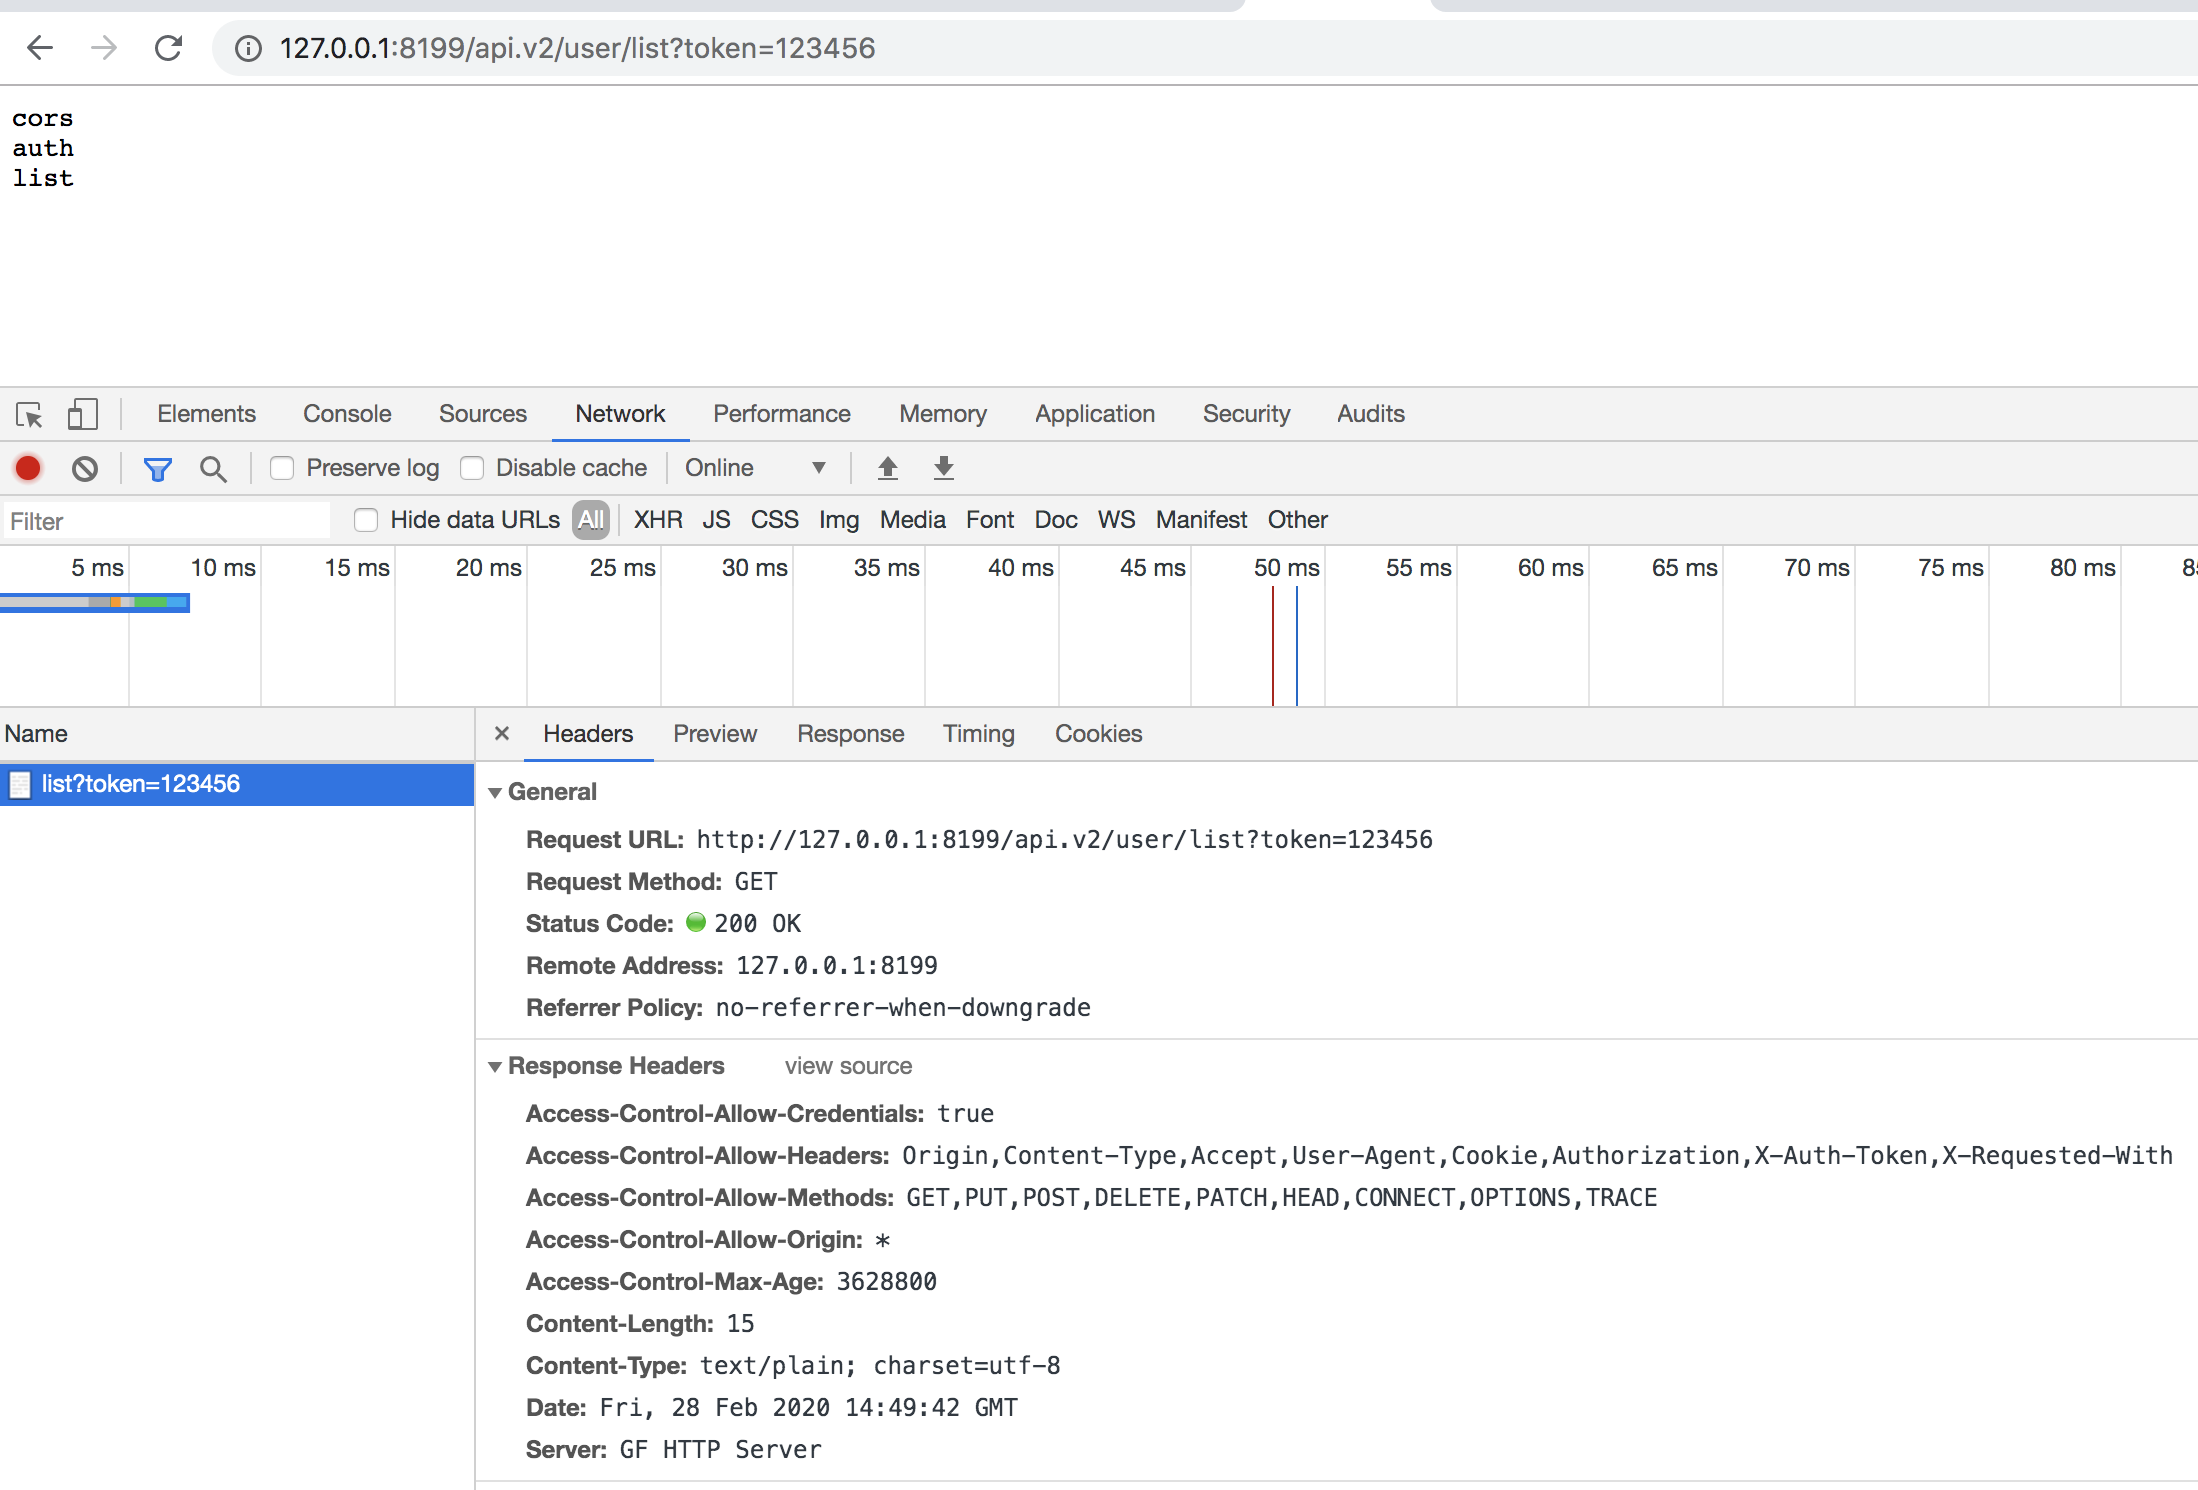 127.0.0.1:8199/api.v2/user/list?token=123456
cors
auth
list
Elements Console Sources Network Performance Memory Application Security Audits
Preserve log Disable cache Online
Filter Hide data URLs All XHR JS CSS Img Media Font Doc WS Manifest Other
5 ms 10 ms 15 ms 20 ms 25 ms 30 ms 35 ms 40 ms 45 ms 50 ms 55 ms 60 ms 65 ms 70 ms 75 ms 80 ms 85
Name Headers Preview Response Timing Cookies
list?token=123456
General
Request URL: http://127.0.0.1:8199/api.v2/user/list?token=123456
Request Method: GET
Status Code: 200 OK
Remote Address: 127.0.0.1:8199
Referrer Policy: no-referrer-when-downgrade
Response Headers view source
Access-Control-Allow-Credentials: true
Access-Control-Allow-Headers: Origin,Content-Type,Accept,User-Agent,Cookie,Authorization,X-Auth-Token,X-Requested-With
Access-Control-Allow-Methods: GET,PUT,POST,DELETE,PATCH,HEAD,CONNECT,OPTIONS,TRACE
Access-Control-Allow-Origin: *
Access-Control-Max-Age: 3628800
Content-Length: 15
Content-Type: text/plain; charset=utf-8
Date: Fri, 28 Feb 2020 14:49:42 GMT
Server: GF HTTP Server